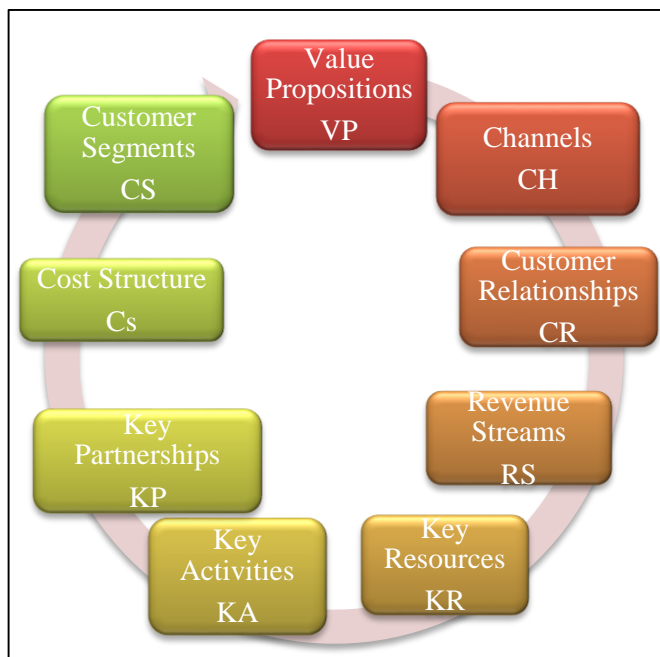 Value
Propositions
VP
Channels
CH
Customer
Relationships
CR
Revenue
Streams
RS
Key
Resources
KR
Key
Activities
KA
Key
Partnerships
KP
Cost Structure
Cs
Customer
Segments
CS